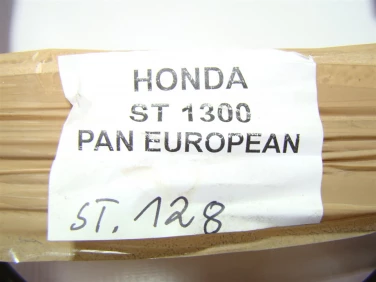 HONDA
ST 1300
PAN EUROPEAN
ST. 128